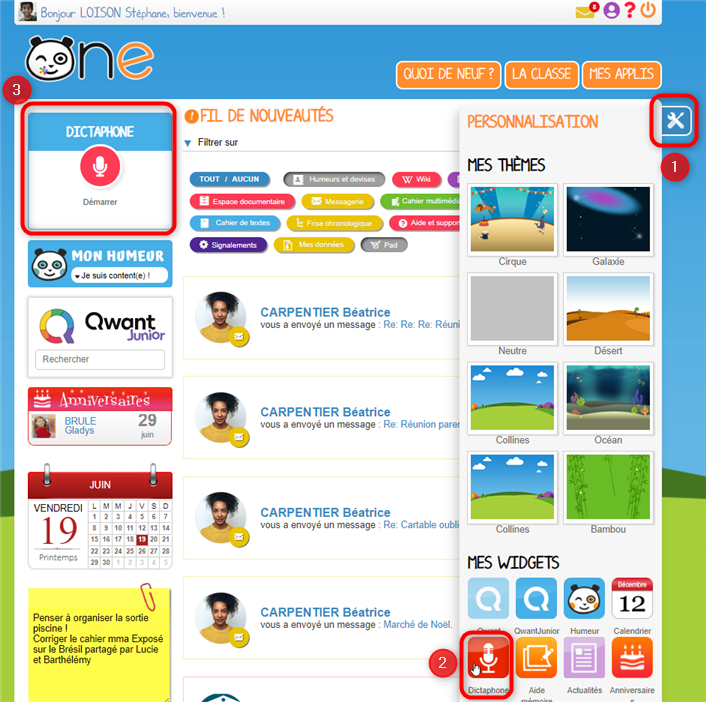 Bonjour LOISON Stéphane, bienvenue !
8
?
One
QUOI DE NEUF ?
LA CLASSE
MES APPLIS
3
DICTAPHONE
Démarrer
MON HUMEUR
Je suis content(e) !
Qwant
Junior
Rechercher
Anniversaires
BRULE
Gladys
29
juin
JUIN
VENDREDI
19
Printemps
L M M J V S D
1 2 3 4 5 6 7
8 9 10 11 12 13 14
15 16 17 18 19 20 21
22 23 24 25 26 27 28
29 30 1 2 3 4 5
Penser à organiser la sortie
piscine !
Corriger le cahier mma Exposé
sur le Brésil partagé par Lucie
et Barthélémy
FIL DE NOUVEAUTÉS
Filtrer sur
TOUT / AUCUN
Humeurs et devises
Wiki
Espace documentaire
Messagerie
Cahier multimédia
Cahier de textes
Frise chronologique
Aide et suppor
Signalements
Mes données
Pad
CARPENTIER Béatrice
vous a envoyé un message : Re: Re: Re: Réuni
CARPENTIER Béatrice
vous a envoyé un message : Re: Réunion paren
CARPENTIER Béatrice
vous a envoyé un message : Re: Cartable oubli
CARPENTIER Béatrice
vous a envoyé un message : Marché de Noël.
PERSONNALISATION
1
MES THÈMES
Cirque
Galaxie
Neutre
Désert
Collines
Océan
Collines
Bambou
MES WIDGETS
Décembre
12
Qwant
QwantJunior
Humeur
Calendrier
2
Dictaphone
Aide
mémoire
Actualités
Anniversaire
s